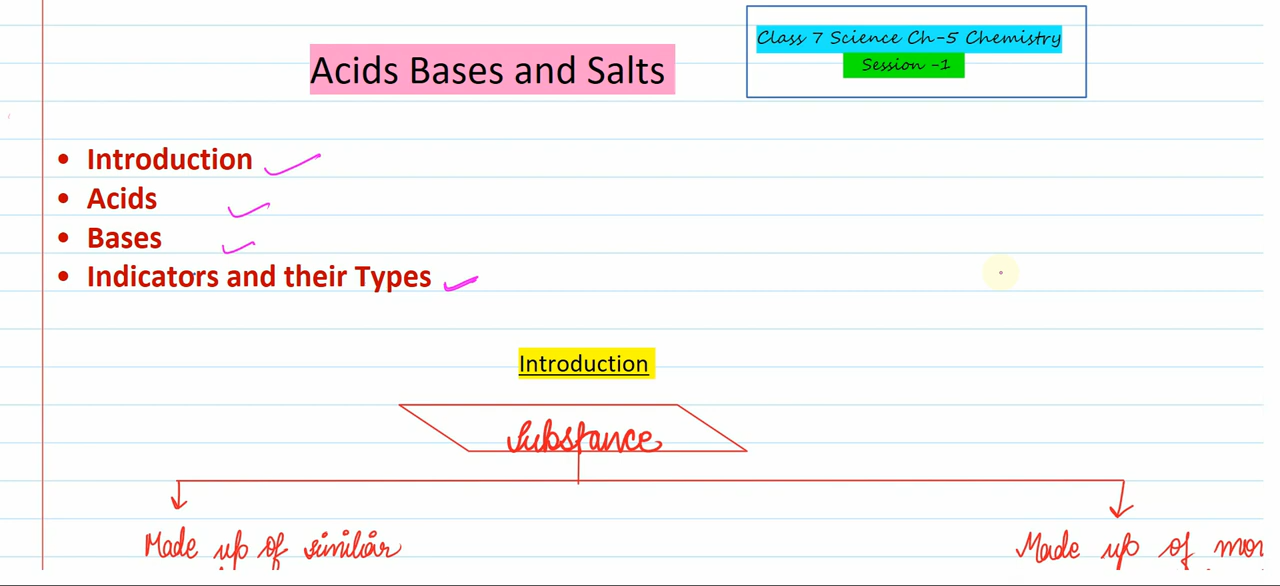 Class 7 Science Ch-5 Chemistry
Session -1
Acids Bases and Salts
• Introduction
• Acids
• Bases
• Indicators and their Types
Introduction
Substance
Made up of similiar
Made up of